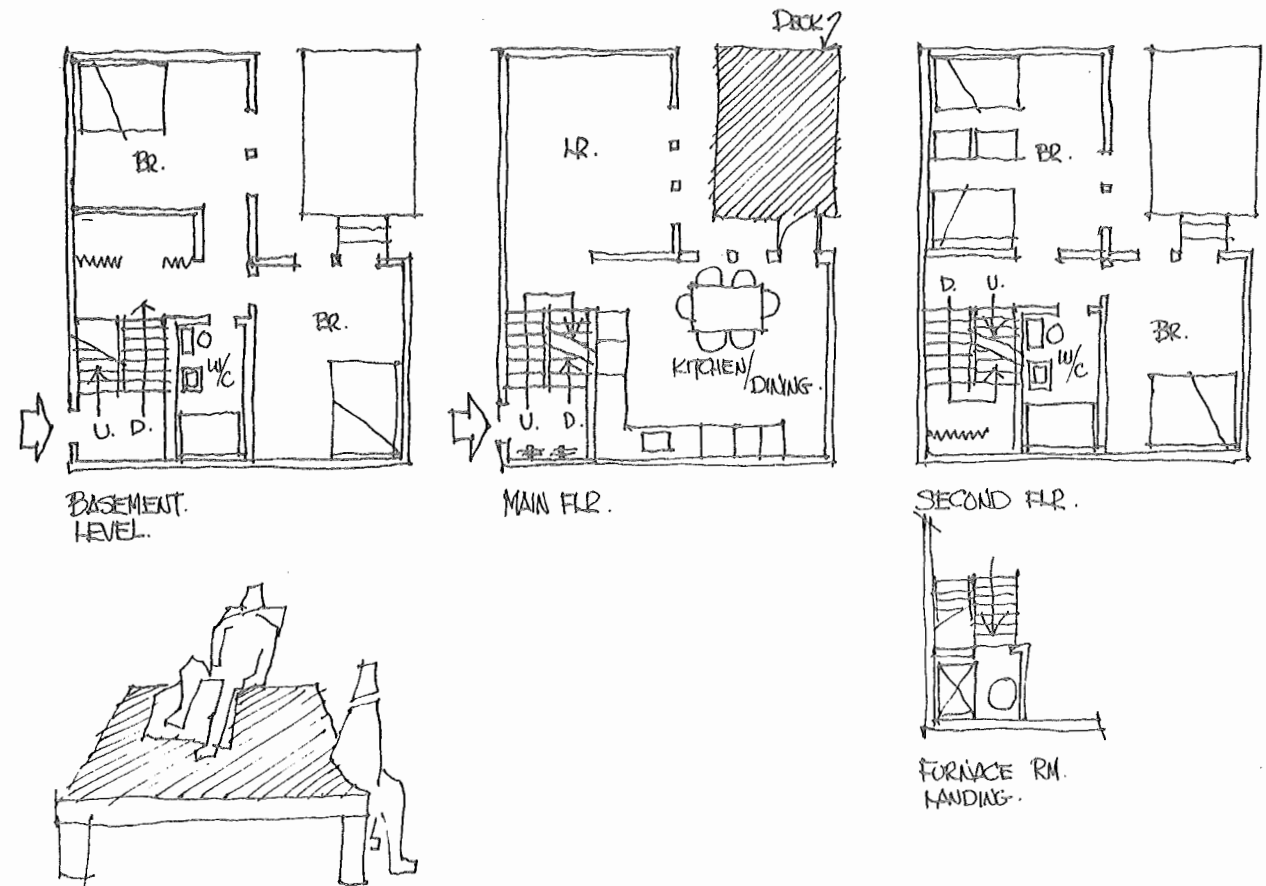 DECK?
BR.
BR.
W/C
U. D.
BASEMENT.
LEVEL.
LR.
KITCHEN/
DINING.
U. D.
MAIN FLR.
BR.
D. U.
BR.
W/C
SECOND FLR.
FURNACE RM.
LANDING.